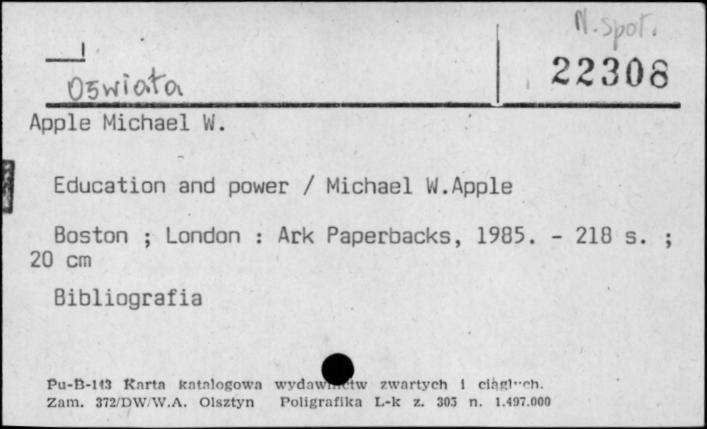 N. społ.
I
Oświata
22308
Apple Michael W.
Education and power / Michael W.Apple
Boston ; London : Ark Paperbacks, 1985. - 218 s. ;
20 cm
Bibliografia
Pu-B-113 Karta katalogowa wydawnictw zwartych i ciągłych.
Zam. 372/DW/W.A. Olsztyn Poligrafika L-k z. 303 n. 1.497.000